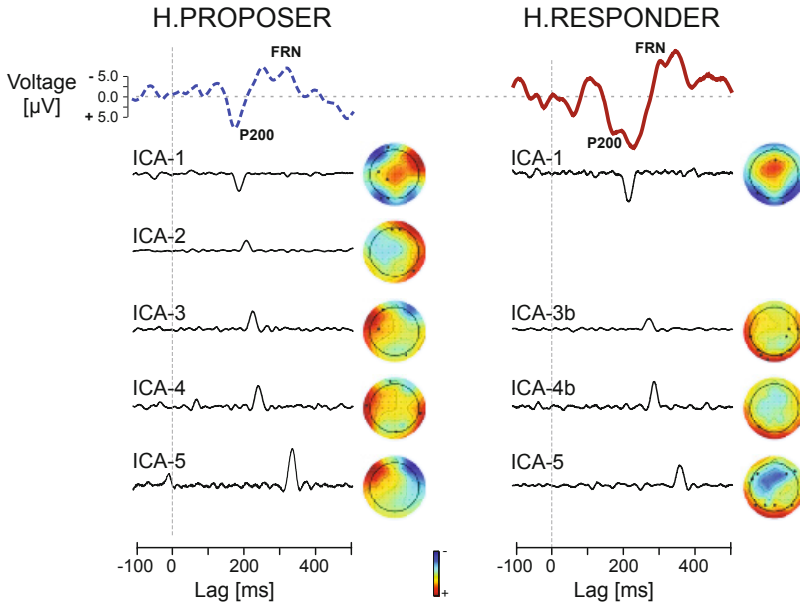 H.PROPOSER
H.RESPONDER
FRN
FRN
Voltage
[µV]
- 5.0
0.0
+ 5.0
P200
P200
ICA-1
ICA-1
ICA-2
ICA-3
ICA-3b
ICA-4
ICA-4b
ICA-5
ICA-5
-100 0 200 400
Lag [ms]
-
+
-100 0 200 400
Lag [ms]